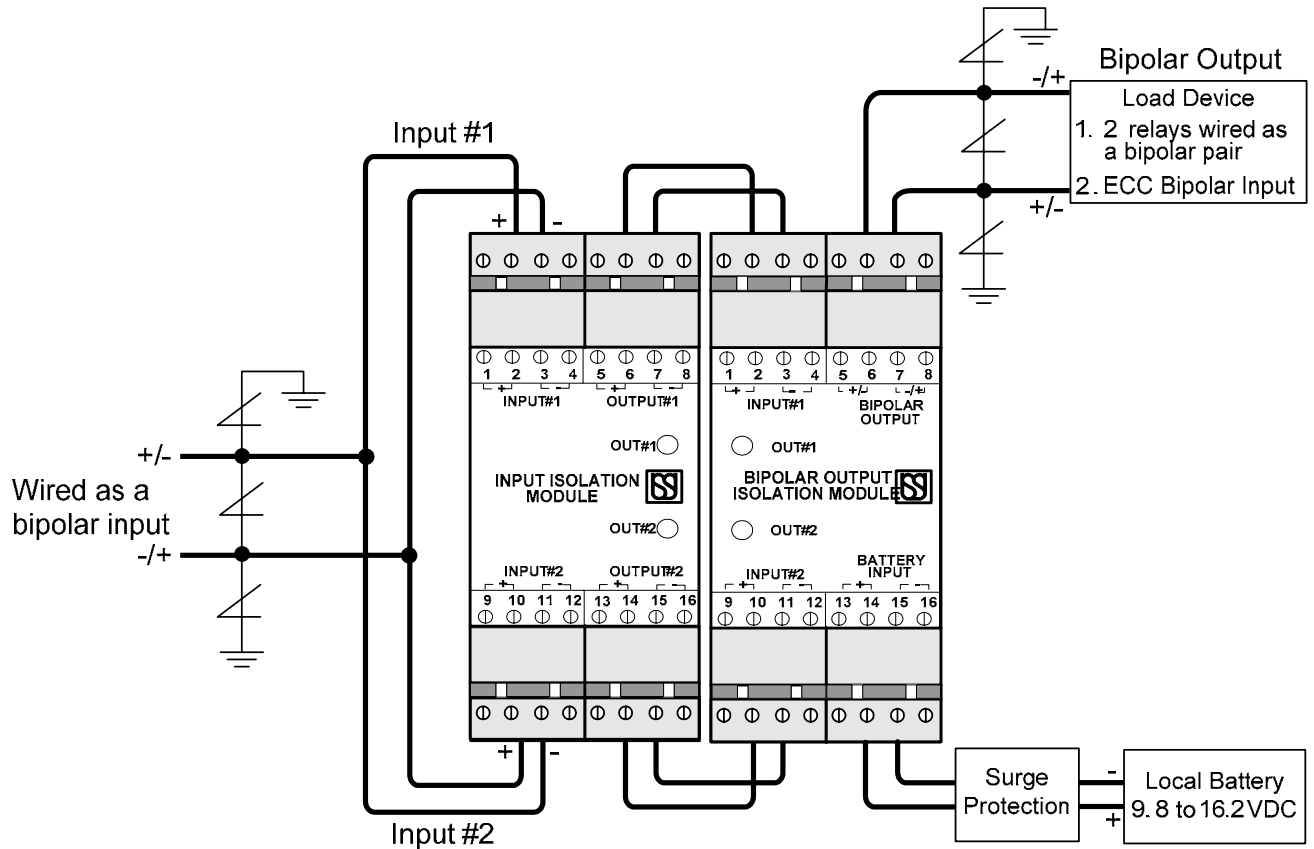 Bipolar Output
-/+
Load Device
1. 2 relays wired as
a bipolar pair
2. ECC Bipolar Input
+/-
Input #1
+ -
1 2 3 4 5 6 7 8
+ - + -
INPUT#1 OUTPUT#1
OUT#1
INPUT ISOLATION
MODULE
OUT#2
INPUT#2 OUTPUT#2
+ - + -
9 10 11 12 13 14 15 16
+ -
1 2 3 4 5 6 7 8
+ - +/- -/+
INPUT#1 BIPOLAR
OUTPUT
OUT#1
BIPOLAR OUTPUT
ISOLATION MODULE
OUT#2
BATTERY
INPUT
INPUT#2
+ - + -
9 10 11 12 13 14 15 16
+/-
Wired as a
bipolar input
-/+
Input #2
Surge
Protection
-
+
Local Battery
9.8 to 16.2VDC